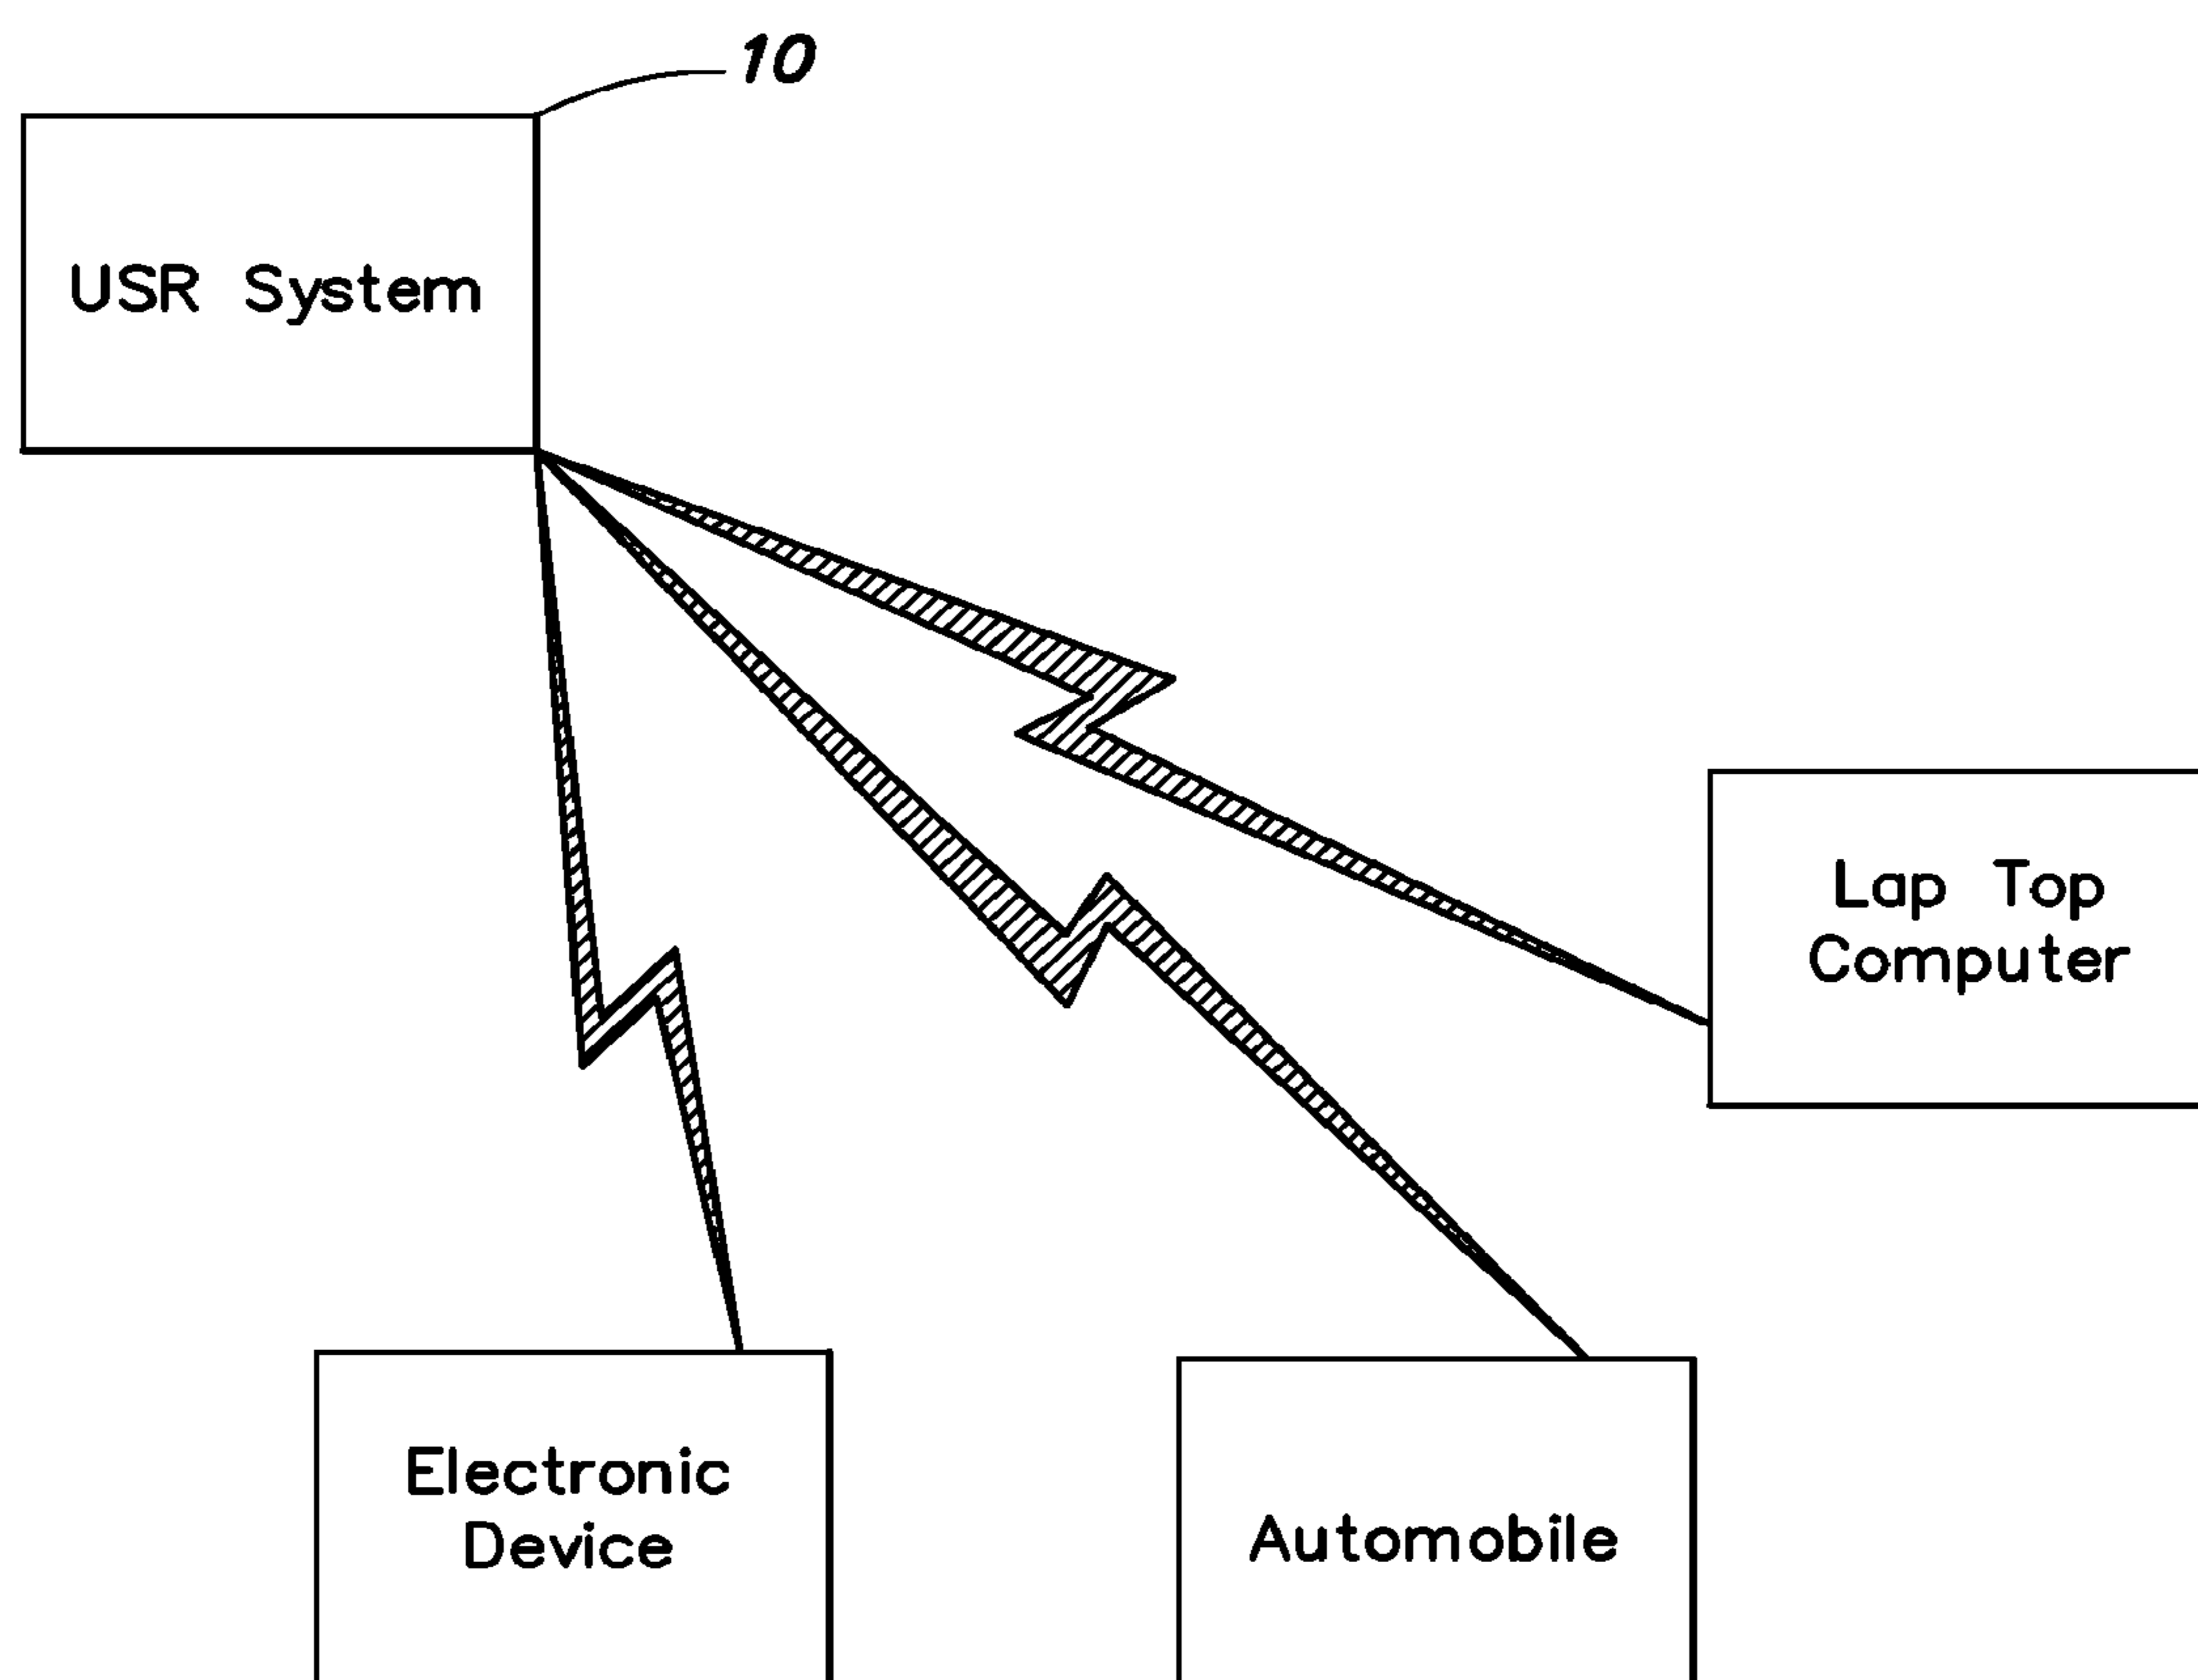 10
USR System
Lap Top
Computer
Electronic
Device
Automobile